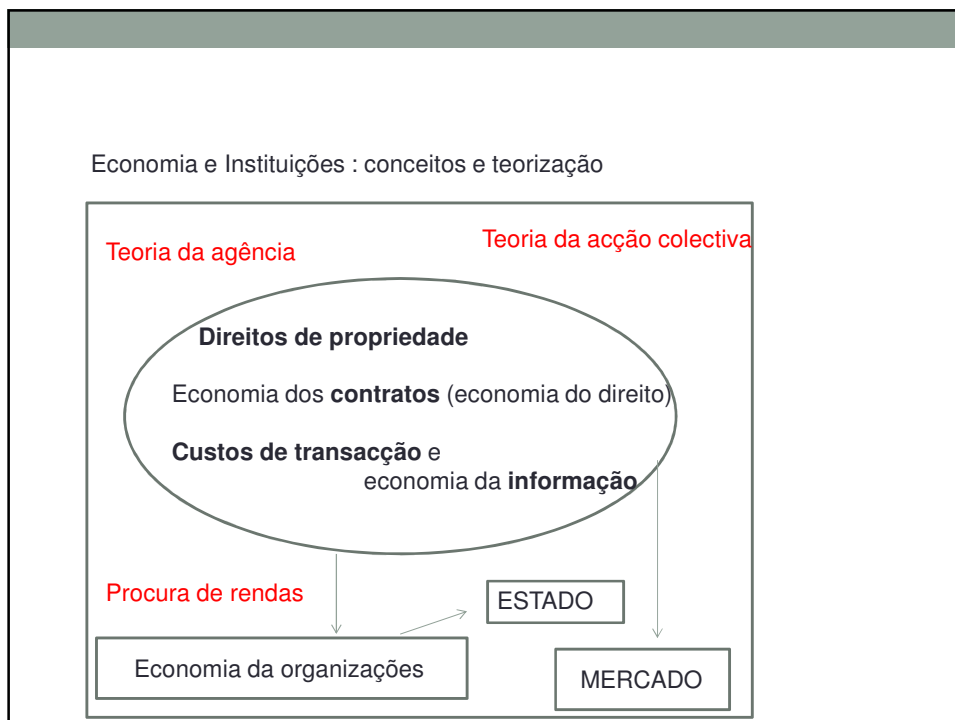 Economia e Instituições : conceitos e teorização
Teoria da agência
Teoria da acção colectiva
Direitos de propriedade
Economia dos contratos (economia do direito)
Custos de transacção e
economia da informação
Procura de rendas
ESTADO
Economia da organizações
MERCADO